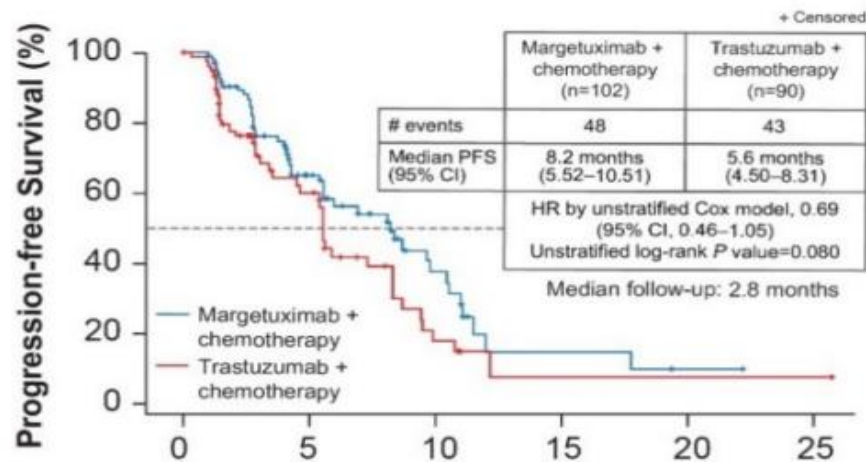 + Censored
Margetuximab +
chemotherapy
(n=102)
Trastuzumab +
chemotherapy
(n=90)
# events
48
43
Median PFS
(95% CI)
8.2 months
(5.52–10.51)
5.6 months
(4.50–8.31)
HR by unstratified Cox model, 0.69
(95% CI, 0.46–1.05)
Unstratified log-rank P value=0.080
Median follow-up: 2.8 months
Progression-free Survival (%)
100
80
60
40
20
0
Margetuximab +
chemotherapy
Trastuzumab +
chemotherapy
0
5
10
15
20
25